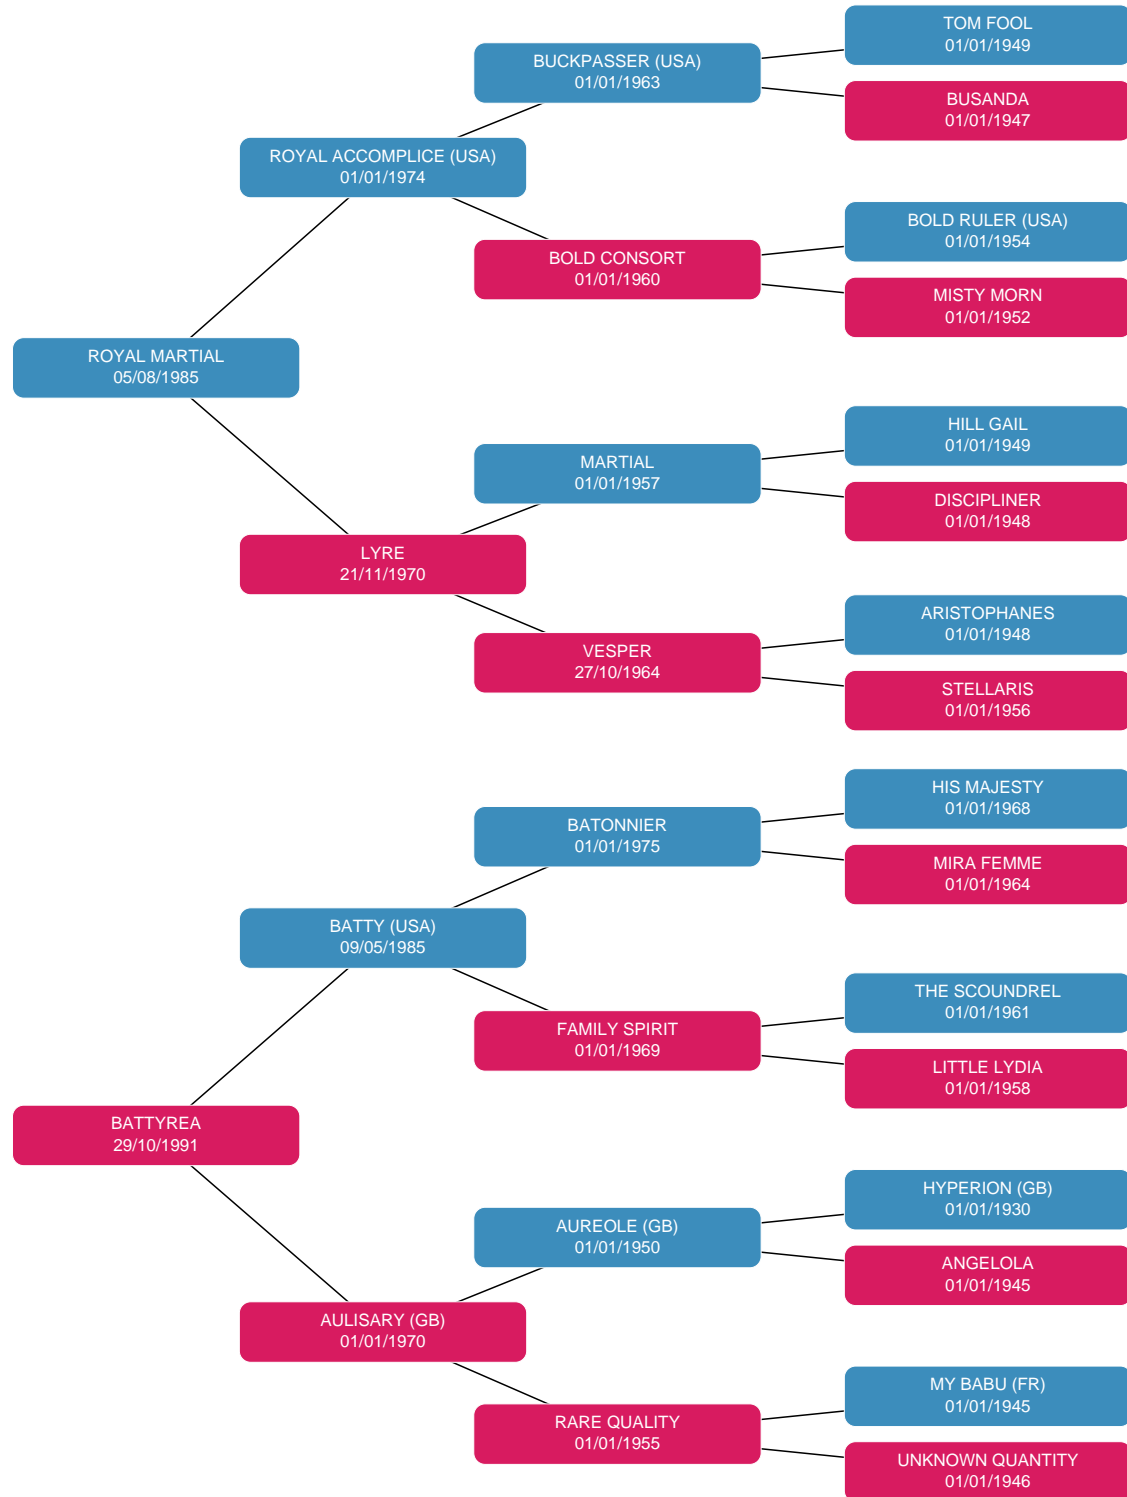 TOM FOOL
01/01/1949
BUCKPASSER (USA)
01/01/1963
BUSANDA
01/01/1947
ROYAL ACCOMPLICE (USA)
01/01/1974
BOLD RULER (USA)
01/01/1954
BOLD CONSORT
01/01/1960
MISTY MORN
01/01/1952
ROYAL MARTIAL
05/08/1985
HILL GAIL
01/01/1949
MARTIAL
01/01/1957
DISCIPLINER
01/01/1948
LYRE
21/11/1970
ARISTOPHANES
01/01/1948
VESPER
27/10/1964
STELLARIS
01/01/1956
HIS MAJESTY
01/01/1968
BATONNIER
01/01/1975
MIRA FEMME
01/01/1964
BATTY (USA)
09/05/1985
THE SCOUNDREL
01/01/1961
FAMILY SPIRIT
01/01/1969
LITTLE LYDIA
01/01/1958
BATTYREA
29/10/1991
HYPERION (GB)
01/01/1930
AUREOLE (GB)
01/01/1950
ANGELOLA
01/01/1945
AULISARY (GB)
01/01/1970
MY BABU (FR)
01/01/1945
RARE QUALITY
01/01/1955
UNKNOWN QUANTITY
01/01/1946